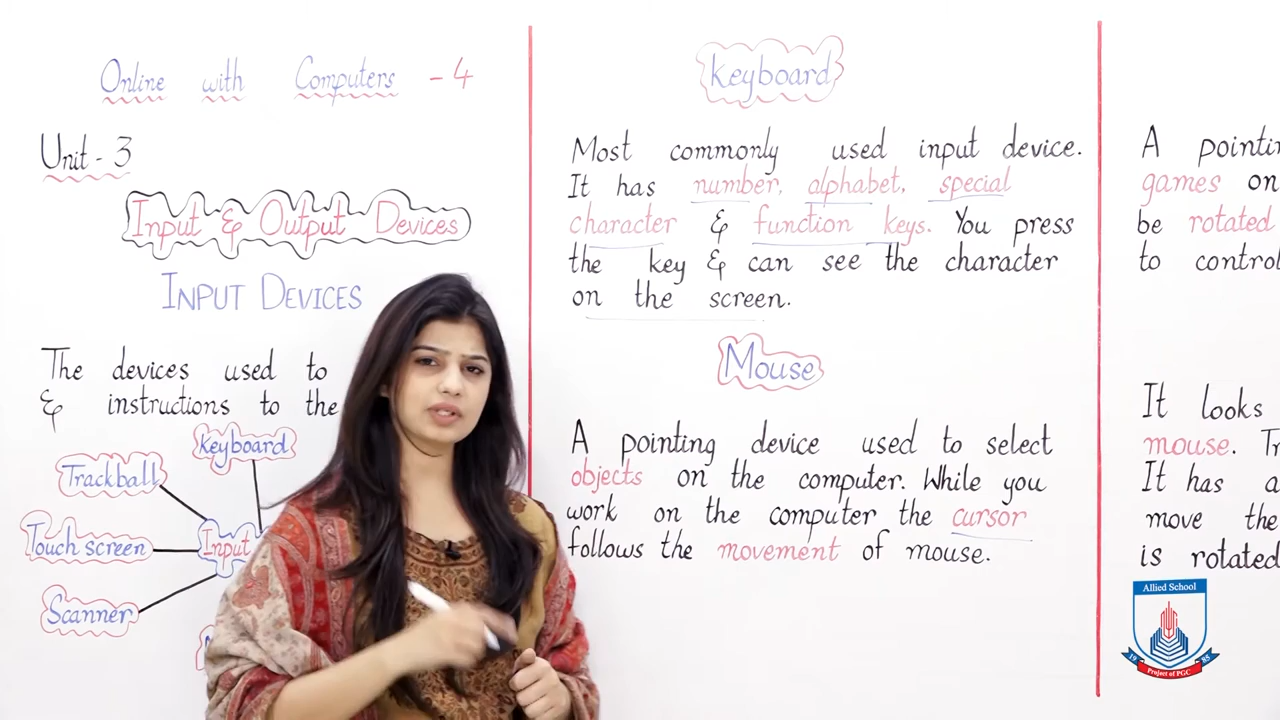 Online with Computers - 4
Unit - 3
Input & Output Devices
INPUT DEVICES
The devices used to
& instructions to the
Keyboard
Trackball
Touch screen
Input
Scanner
Keyboard
Most commonly used input device.
It has number, alphabet, special
character & function keys. You press
the key & can see the character
on the screen.
Mouse
A pointing device used to select
objects on the computer. While you
work on the computer the cursor
follows the movement of mouse.
A
games on
be rotated
to control
It looks
mouse.
It has a
move the
is rotated
Allied School
1985
Project of PGC